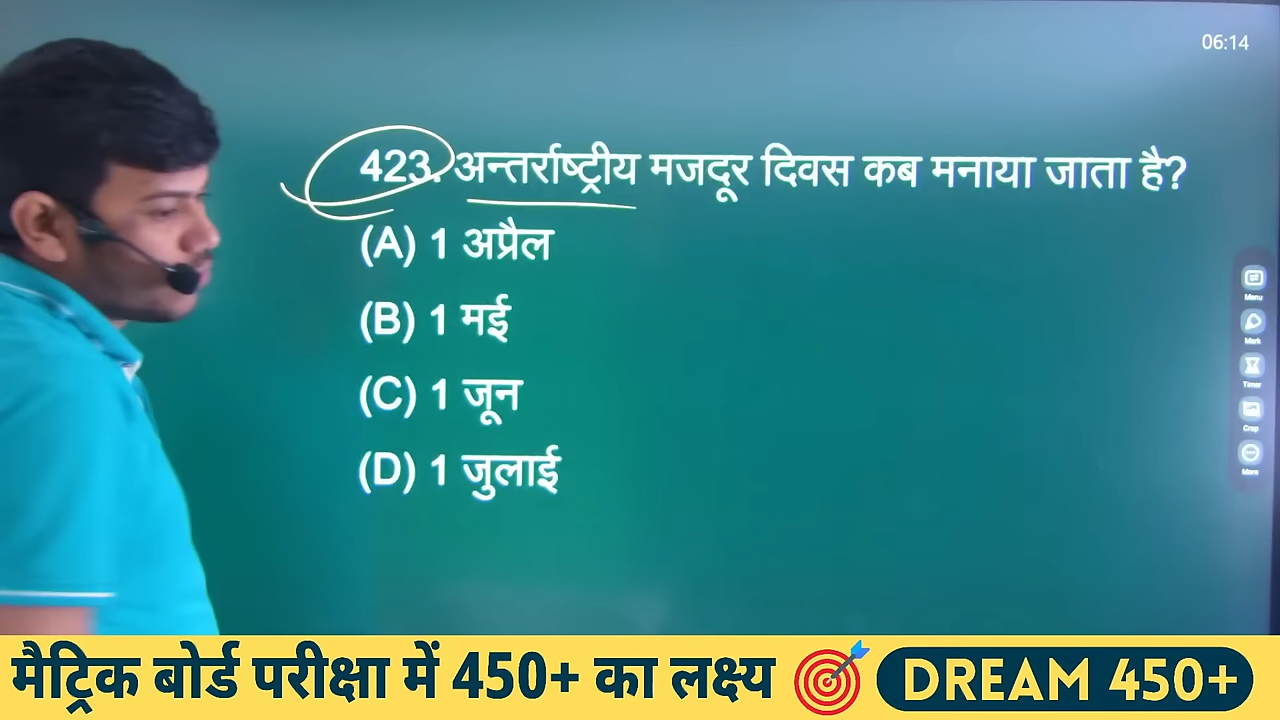 06:14
423. अन्तर्राष्ट्रीय मजदूर दिवस कब मनाया जाता है?
(A) 1 अप्रैल
(B) 1 मई
(C) 1 जून
(D) 1 जुलाई
Menu
Mark
Timer
Crop
More
मैट्रिक बोर्ड परीक्षा में 450+ का लक्ष्य DREAM 450+